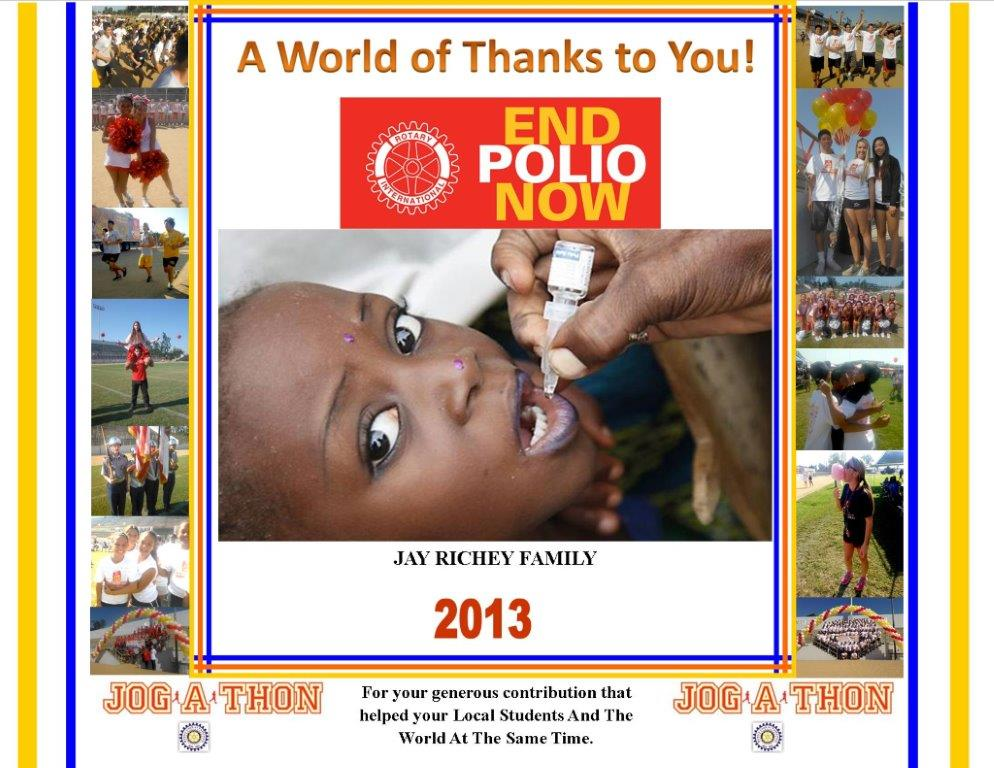 A World of Thanks to You!
ROTARY
INTERNATIONAL
END
POLIO
NOW
JAY RICHEY FAMILY
2013
JOG-A-THON
For your generous contribution that
helped your Local Students And The
World At The Same Time.
JOG-A-THON